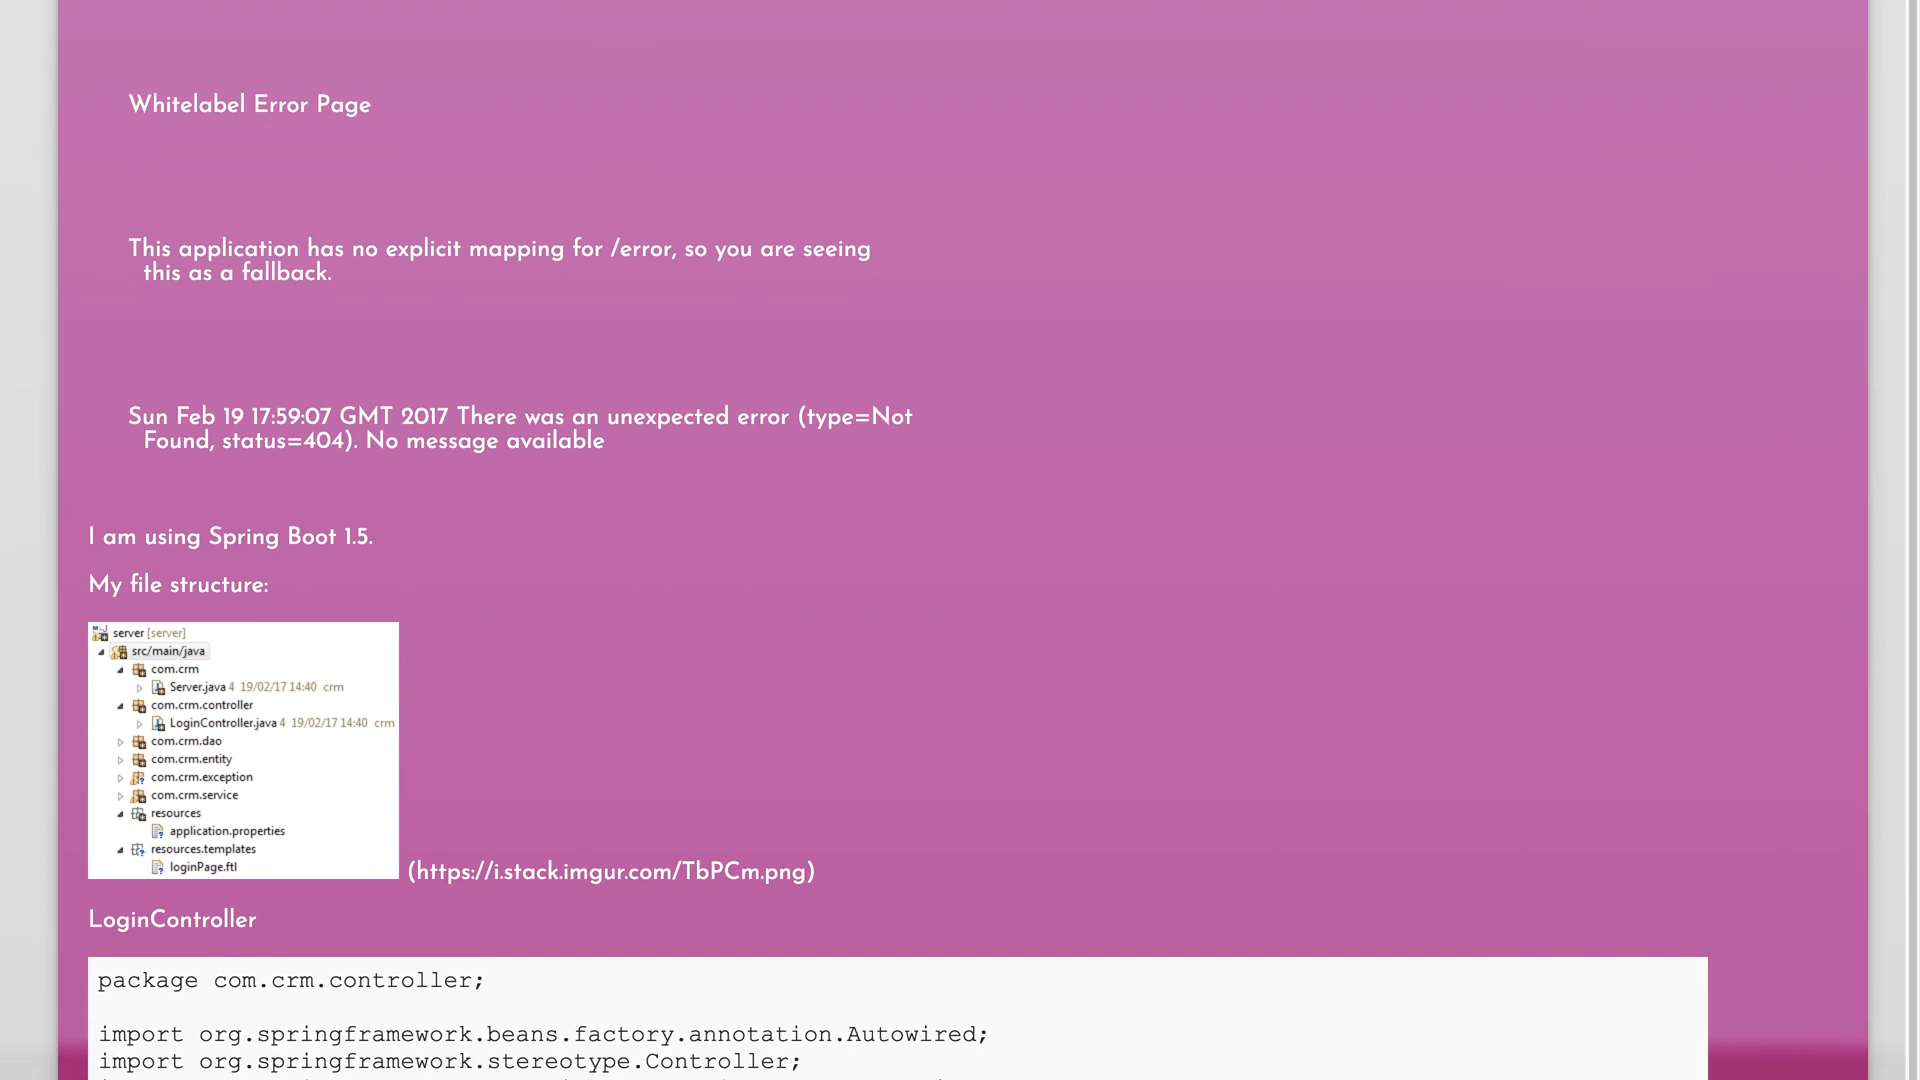 Whitelabel Error Page
This application has no explicit mapping for /error, so you are seeing
this as a fallback.
Sun Feb 19 17:59:07 GMT 2017 There was an unexpected error (type=Not
Found, status=404). No message available
I am using Spring Boot 1.5.
My file structure:
server [server]
src/main/java
com.crm
Server.java 4 19/02/17 14:40 crm
com.crm.controller
LoginController.java 4 19/02/17 14:40 crm
com.crm.dao
com.crm.entity
com.crm.exception
com.crm.service
resources
application.properties
resources.templates
loginPage.ftl
(https://i.stack.imgur.com/TbPCm.png)
LoginController
package com.crm.controller;
import org.springframework.beans.factory.annotation.Autowired;
import org.springframework.stereotype.Controller;